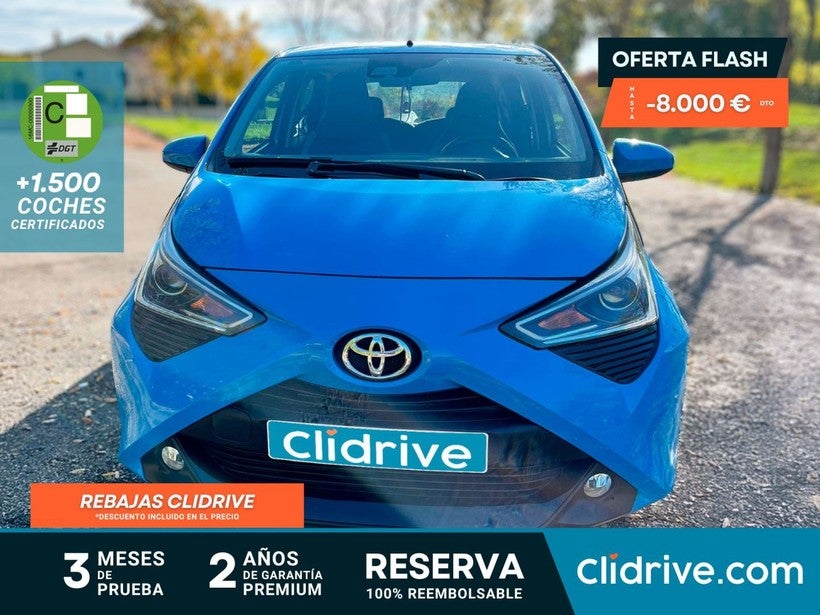 C
DGT
+1.500
COCHES
CERTIFICADOS
OFERTA FLASH
HASTA
-8.000 €
DTO
Clidrive
REBAJAS CLIDRIVE
*DESCUENTO INCLUIDO EN EL PRECIO
3 MESES
DE
PRUEBA
2 AÑOS
DE GARANTÍA
PREMIUM
RESERVA
100% REEMBOLSABLE
Clidrive.com